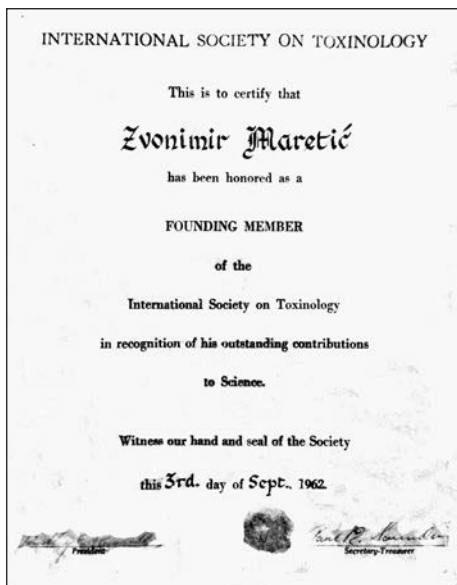 INTERNATIONAL SOCIETY ON TOXINOLOGY
This is to certify that
Zvonimir Maretić
has been honored as a
FOUNDING MEMBER
of the
International Society on Toxinology
in recognition of his outstanding contributions
to Science.
Witness our hand and seal of the Society
this 3rd. day of Sept., 1962.
Paul R. Saunders
President
Secretary-Treasurer